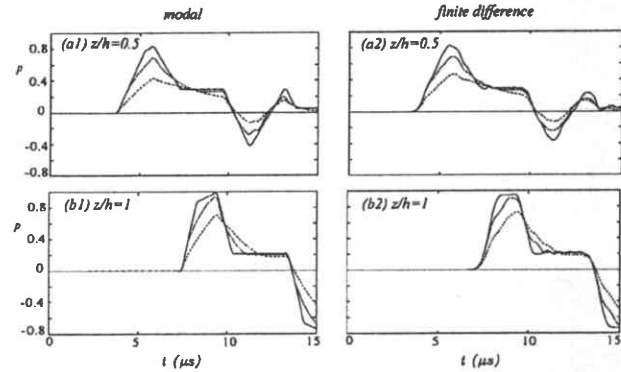 modal
finite difference
(a1) z/h=0.5
(a2) z/h=0.5
p
0.8
0.4
0
-0.4
-0.8
(b1) z/h=1
(b2) z/h=1
p
0.8
0.4
0
-0.4
-0.8
0 5 10 15
0 5 10 15
t (μs)
t (μs)